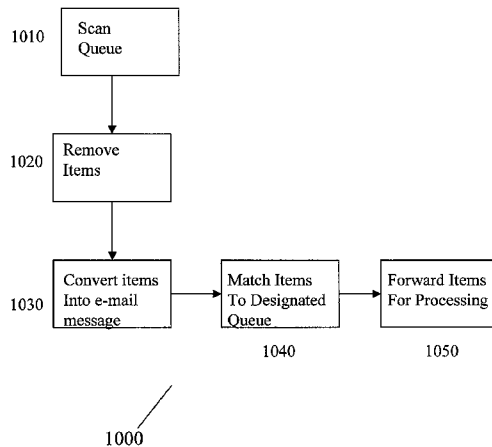 1010
Scan
Queue
1020
Remove
Items
1030
Convert items
Into e-mail
message
Match Items
To Designated
Queue
1040
Forward Items
For Processing
1050
1000